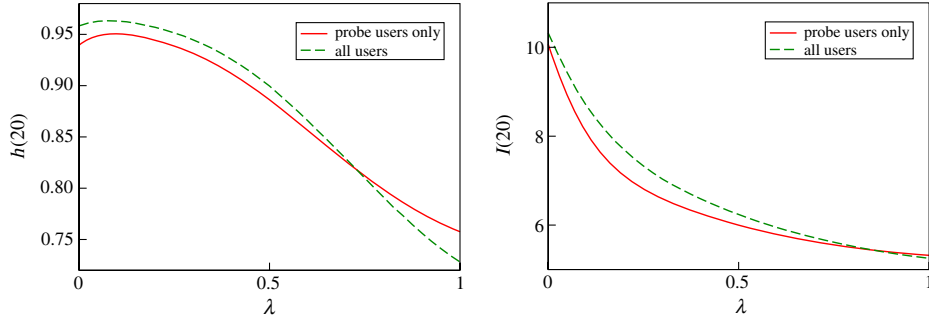 0.95
0.90
0.85
0.80
0.75
h(20)
probe users only
all users
0
0.5
1
λ
10
8
6
I(20)
probe users only
all users
0
0.5
1
λ